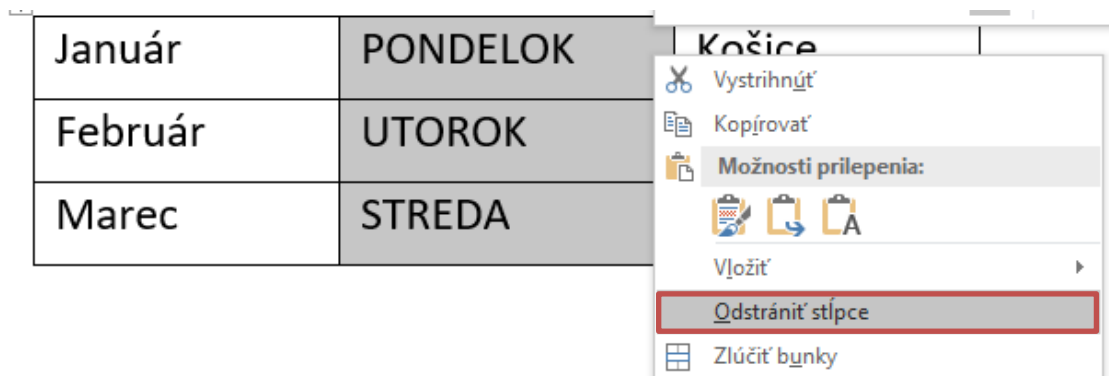 Január PONDELOK Košice
Február UTOROK
Marec STREDA
Vystrihnúť
Kopírovať
Možnosti prilepenia:
Vložiť
Odstrániť stĺpce
Zlúčiť bunky